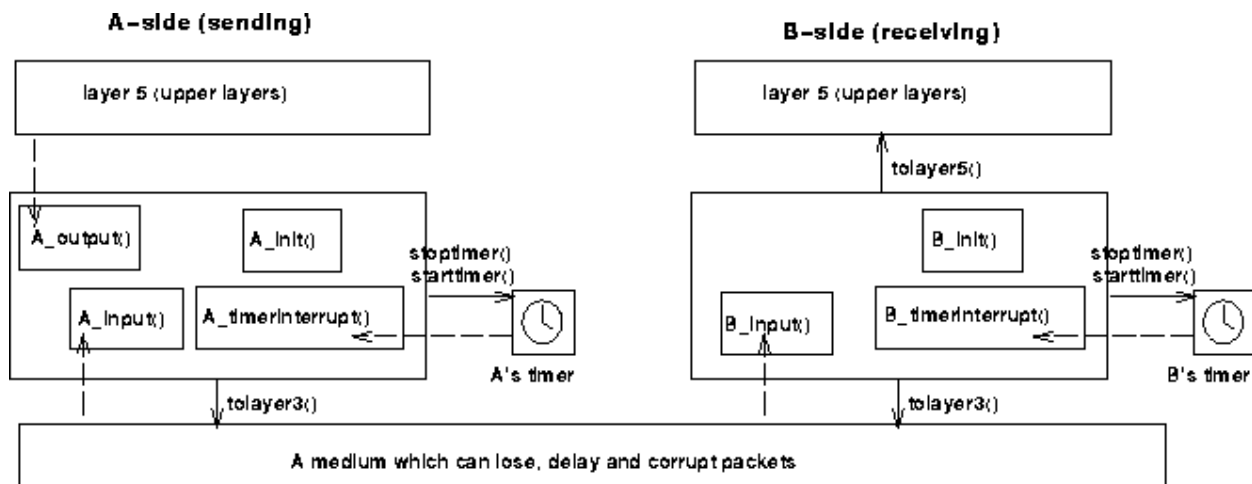 A-side (sending)
B-side (receiving)
layer 5 (upper layers)
layer 5 (upper layers)
tolayer5()
A_output()
A_init()
B_init()
stoptimer()
starttimer()
stoptimer()
starttimer()
A_input()
A_timerinterrupt()
B_input()
B_timerinterrupt()
A's timer
B's timer
tolayer3()
tolayer3()
A medium which can lose, delay and corrupt packets